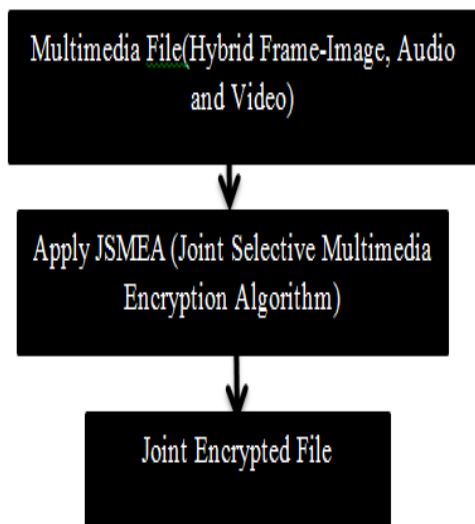 Multimedia File(Hybrid Frame-Image, Audio
and Video)
Apply JSMEA (Joint Selective Multimedia
Encryption Algorithm)
Joint Encrypted File